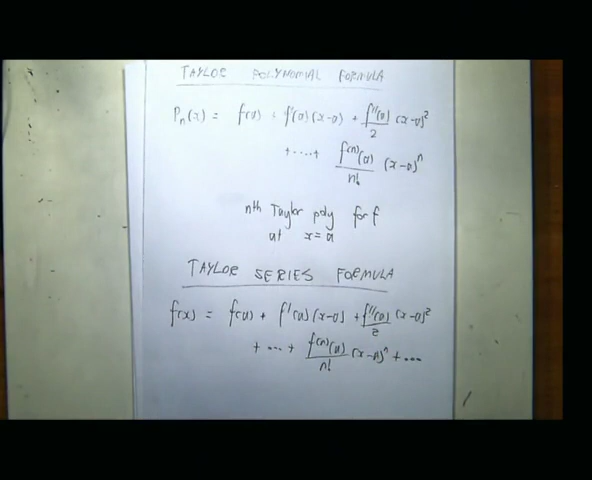 TAYLOR POLYNOMIAL FORMULA
Pn(x) = f(a) + f'(a)(x-a) + f''(a)/2 (x-a)²
+ .... + f⁽ⁿ⁾(a)/n! (x-a)ⁿ
nth Taylor poly for f
at x = a
TAYLOR SERIES FORMULA
f(x) = f(a) + f'(a)(x-a) + f''(a)/2 (x-a)²
+ ... + f⁽ⁿ⁾(a)/n! (x-a)ⁿ + ...